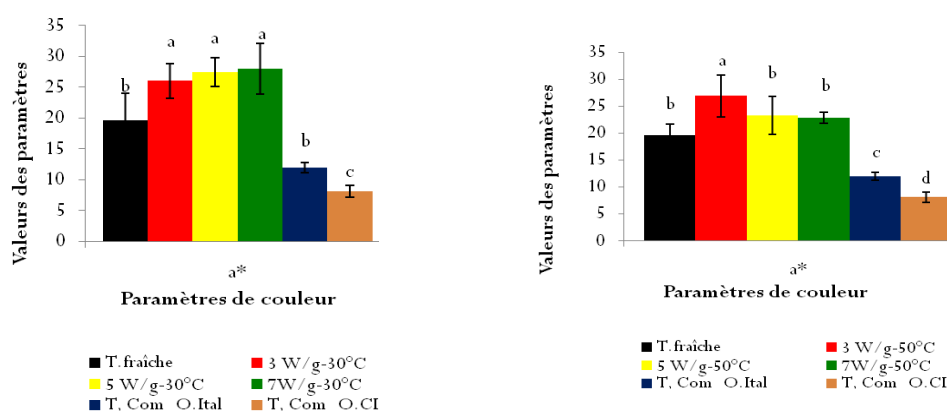 35
30
25
20
15
10
5
0
Valeurs des paramètres
b
a
a
a
b
c
a*
Paramètres de couleur
T.fraîche
3 W/g-30°C
5 W/g-30°C
7W/g-30°C
T, Com O.Ital
T, Com O.CI
35
30
25
20
15
10
5
0
Valeurs des paramètres
b
a
b
b
c
d
a*
Paramètres de couleur
T.fraîche
3 W/g-50°C
5 W/g-50°C
7W/g-50°C
T, Com O.Ital
T, Com O.CI